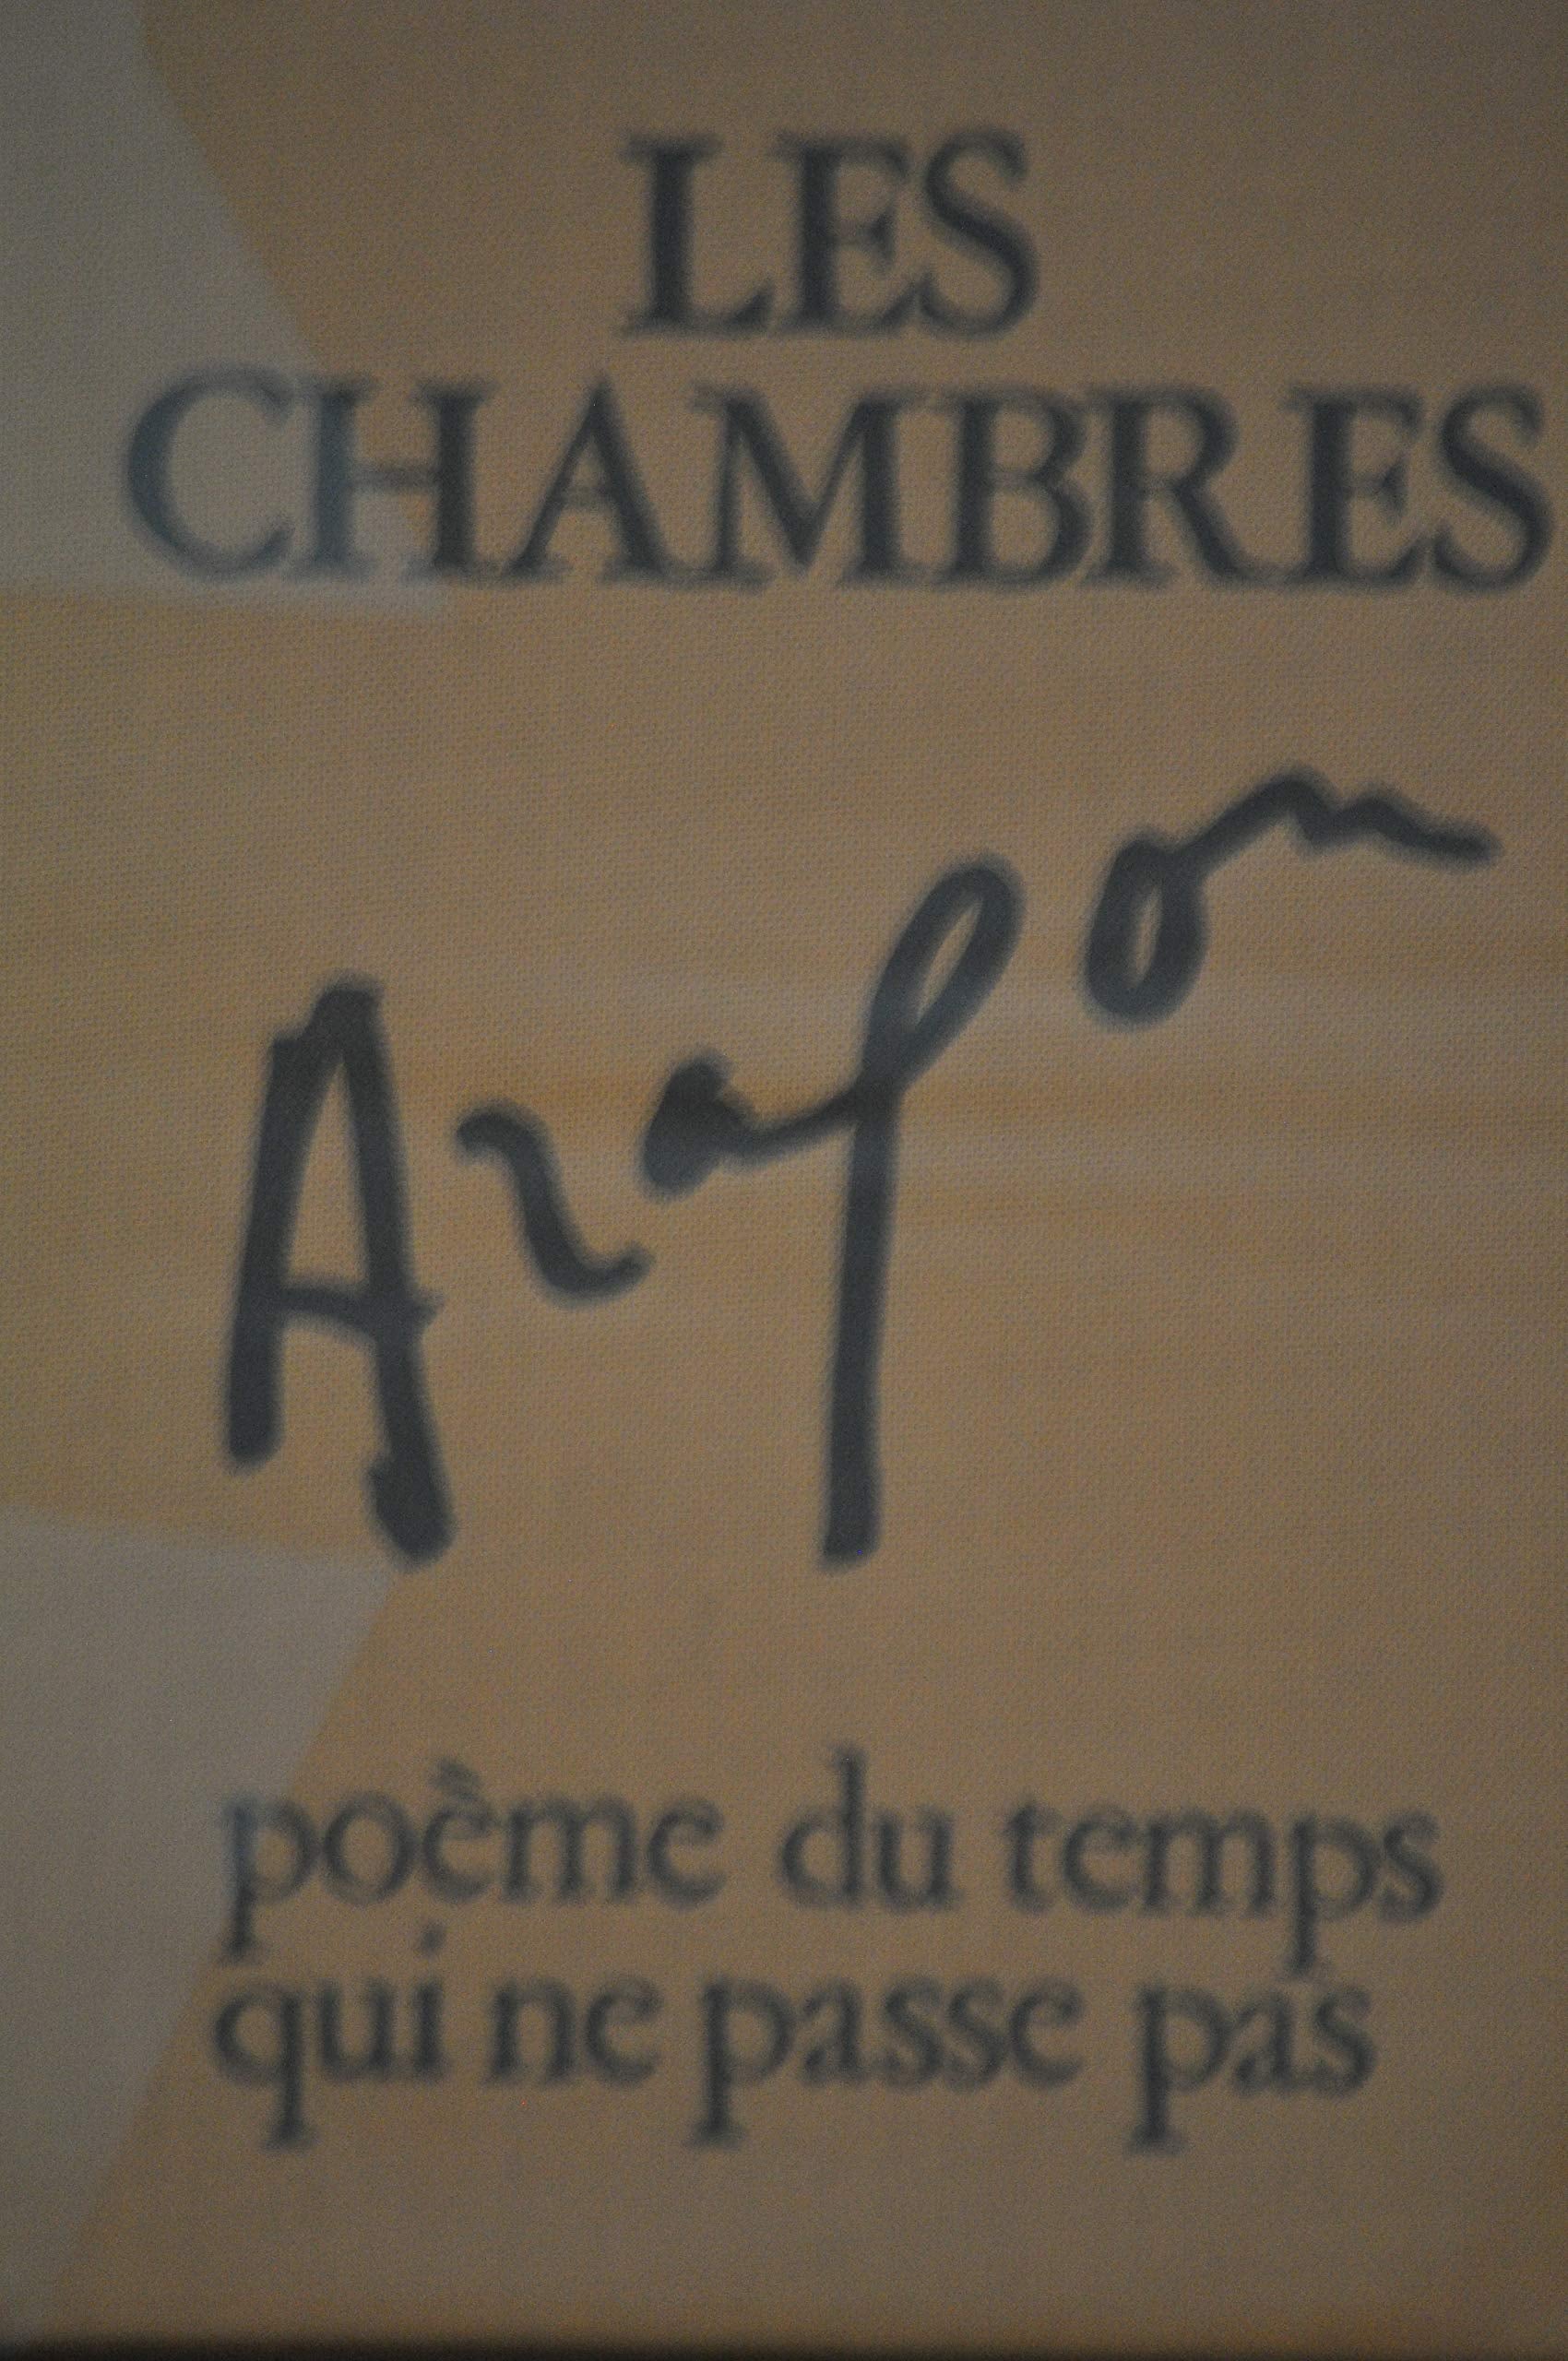 LES
CHAMBRES
Aragon
poème du temps
qui ne passe pas